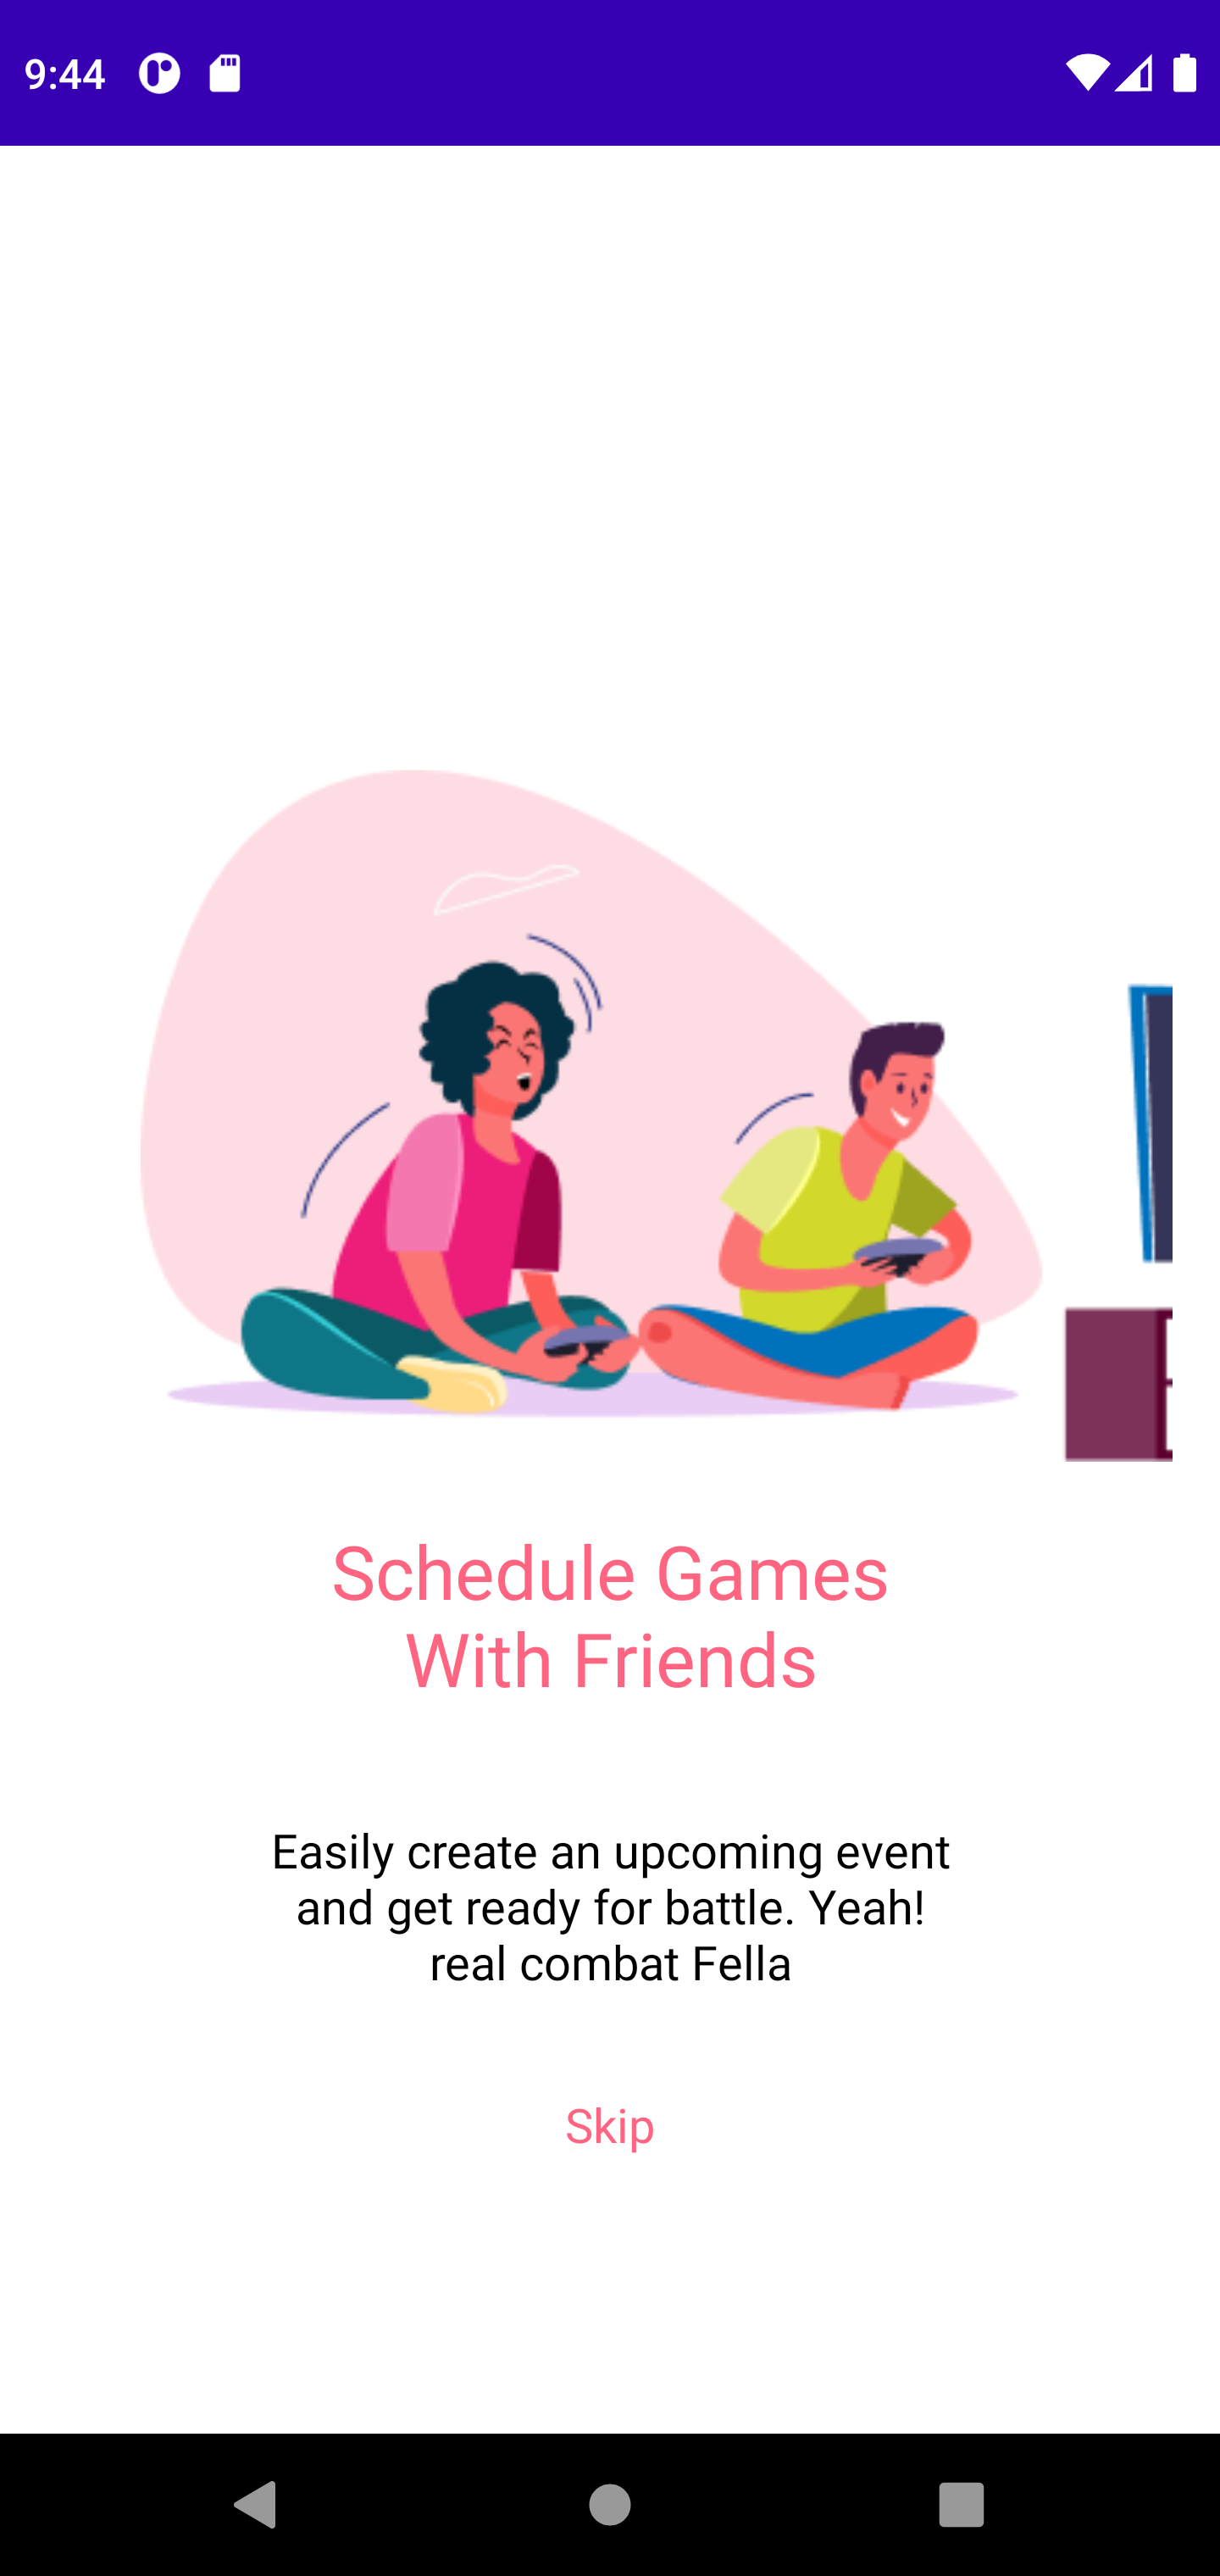 9:44
Schedule Games
With Friends
Easily create an upcoming event
and get ready for battle. Yeah!
real combat Fella
Skip